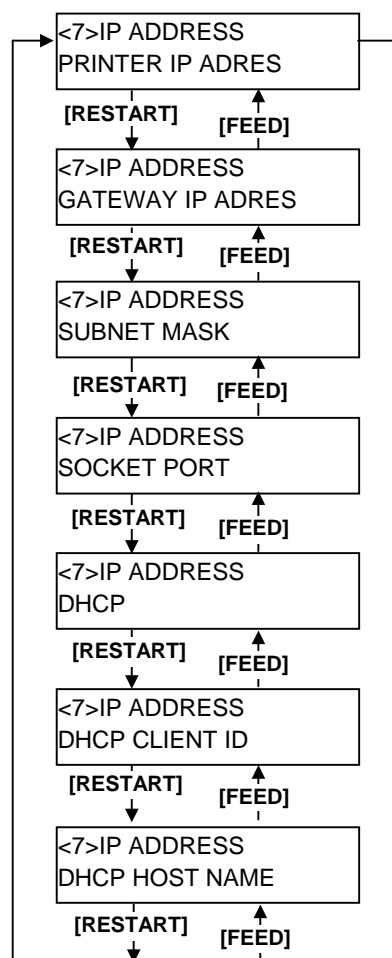 <7>IP ADDRESS
PRINTER IP ADRES
[RESTART]
[FEED]
<7>IP ADDRESS
GATEWAY IP ADRES
[RESTART]
[FEED]
<7>IP ADDRESS
SUBNET MASK
[RESTART]
[FEED]
<7>IP ADDRESS
SOCKET PORT
[RESTART]
[FEED]
<7>IP ADDRESS
DHCP
[RESTART]
[FEED]
<7>IP ADDRESS
DHCP CLIENT ID
[RESTART]
[FEED]
<7>IP ADDRESS
DHCP HOST NAME
[RESTART]
[FEED]